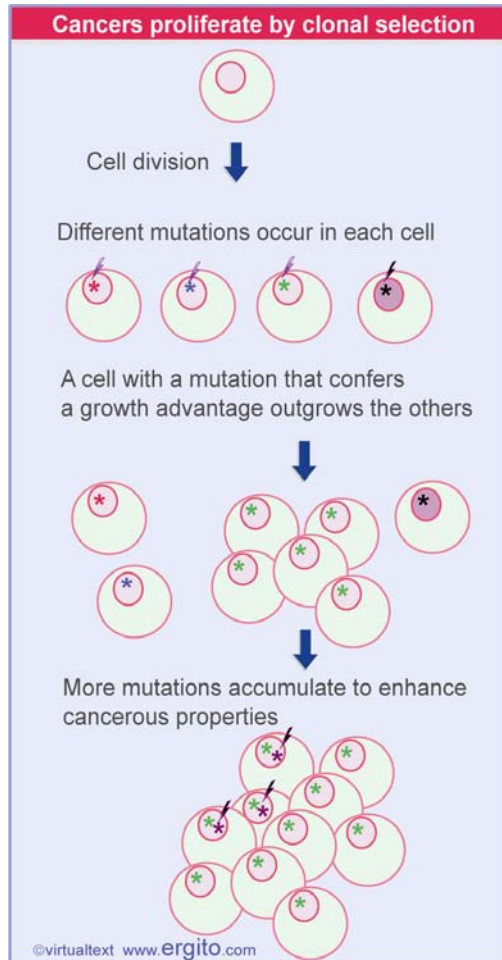 Cancers proliferate by clonal selection
Cell division
Different mutations occur in each cell
A cell with a mutation that confers
a growth advantage outgrows the others
More mutations accumulate to enhance
cancerous properties
©virtualtext www.ergito.com